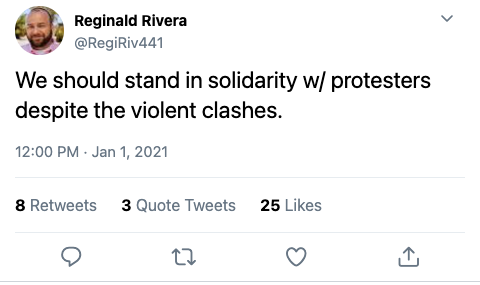 Reginald Rivera
@RegiRiv441
We should stand in solidarity w/ protesters
despite the violent clashes.
12:00 PM · Jan 1, 2021
8 Retweets 3 Quote Tweets 25 Likes